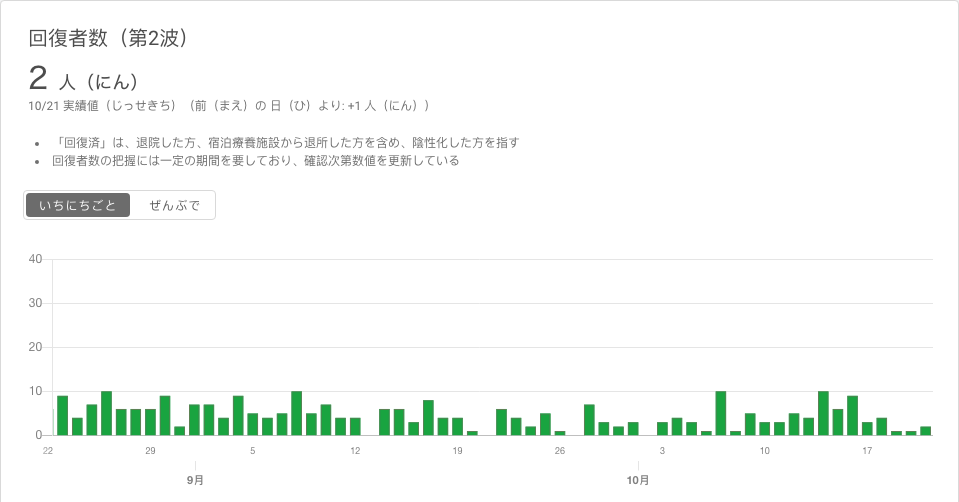 回復者数（第2波）
2 人（にん）
10/21 実績値（じっせきち）（前（まえ）の 日（ひ）より: +1 人（にん））
• 「回復済」は、退院した方、宿泊療養施設から退所した方を含め、陰性化した方を指す
• 回復者数の把握には一定の期間を要しており、確認次第数値を更新している
いちにちごと ぜんぶで
40
30
20
10
0
22 29 5 12 19 26 3 10 17
9月 10月